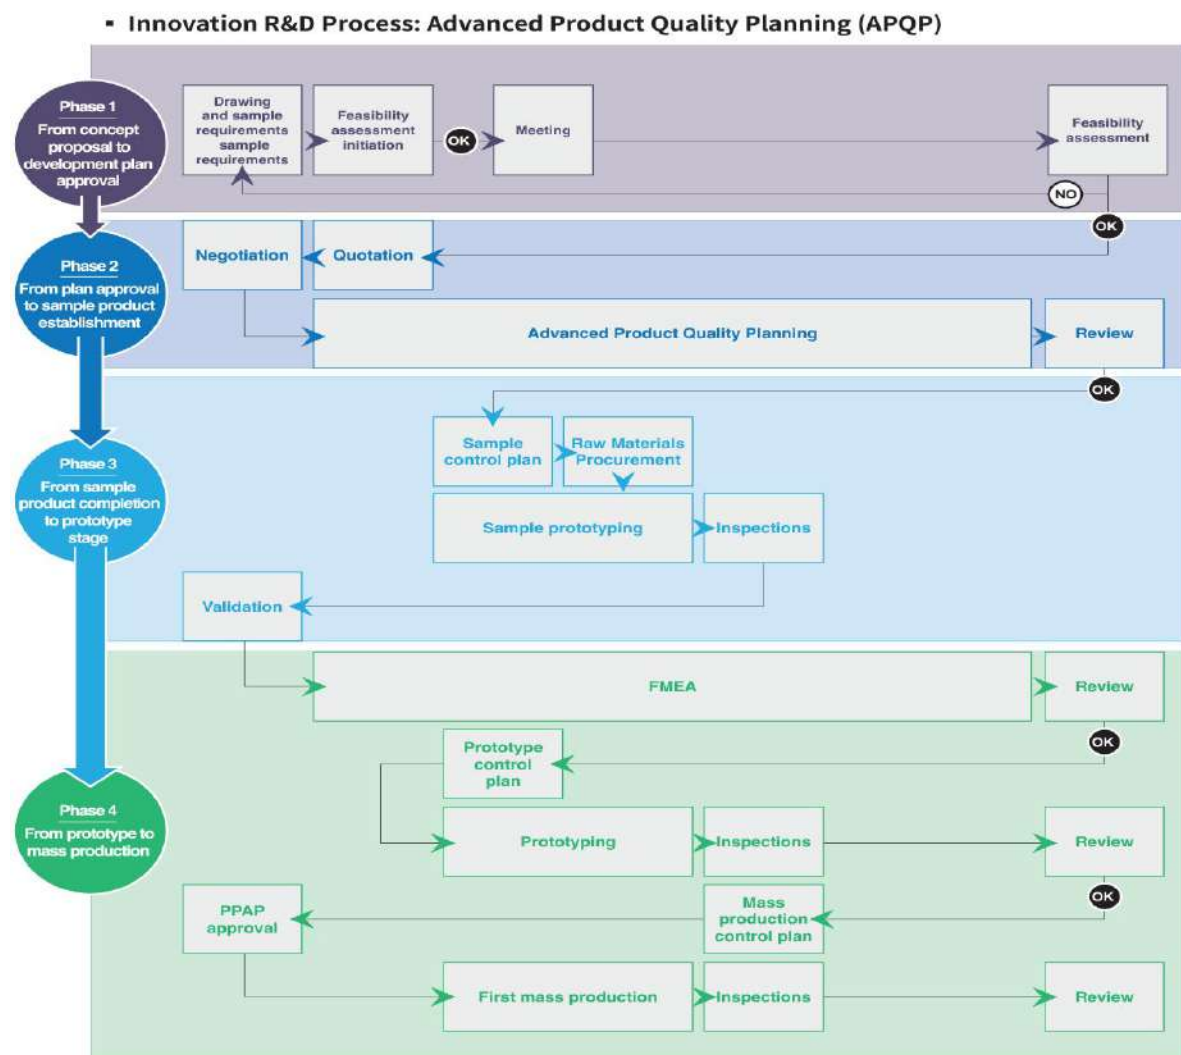 ▪ Innovation R&D Process: Advanced Product Quality Planning (APQP)
Phase 1
From concept
proposal to
development plan
approval
Drawing
and sample
requirements
sample
requirements
Feasibility
assessment
initiation
OK
Meeting
Feasibility
assessment
NO
OK
Phase 2
From plan approval
to sample product
establishment
Negotiation
Quotation
Advanced Product Quality Planning
Review
OK
Phase 3
From sample
product completion
to prototype
stage
Sample
control plan
Raw Materials
Procurement
Sample prototyping
Inspections
Validation
Phase 4
From prototype to
mass production
FMEA
Review
OK
Prototype
control
plan
Prototyping
Inspections
Review
OK
Mass
production
control plan
PPAP
approval
First mass production
Inspections
Review